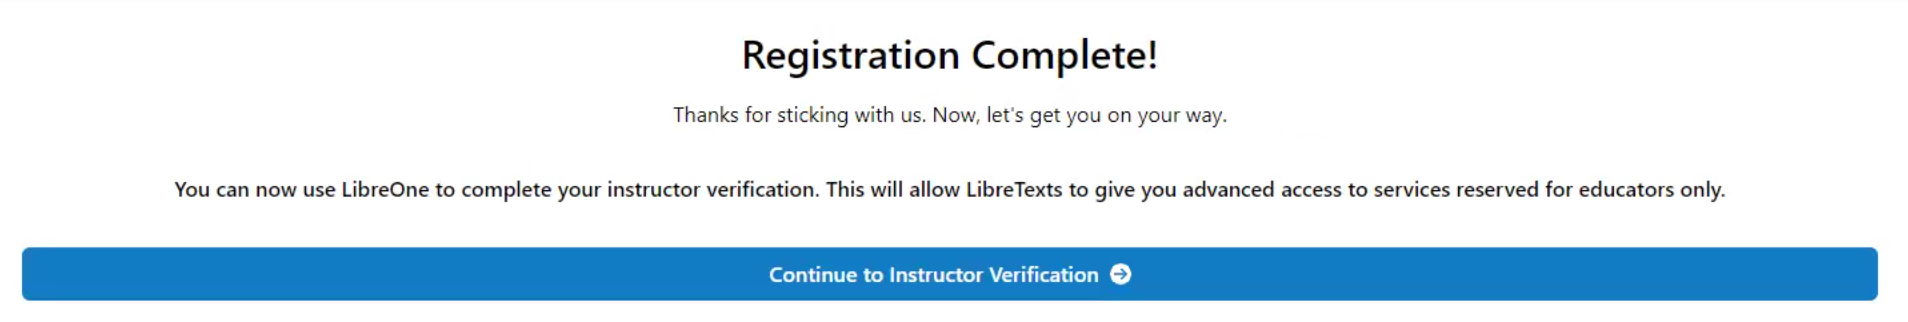 Registration Complete!
Thanks for sticking with us. Now, let's get you on your way.
You can now use LibreOne to complete your instructor verification. This will allow LibreTexts to give you advanced access to services reserved for educators only.
Continue to Instructor Verification